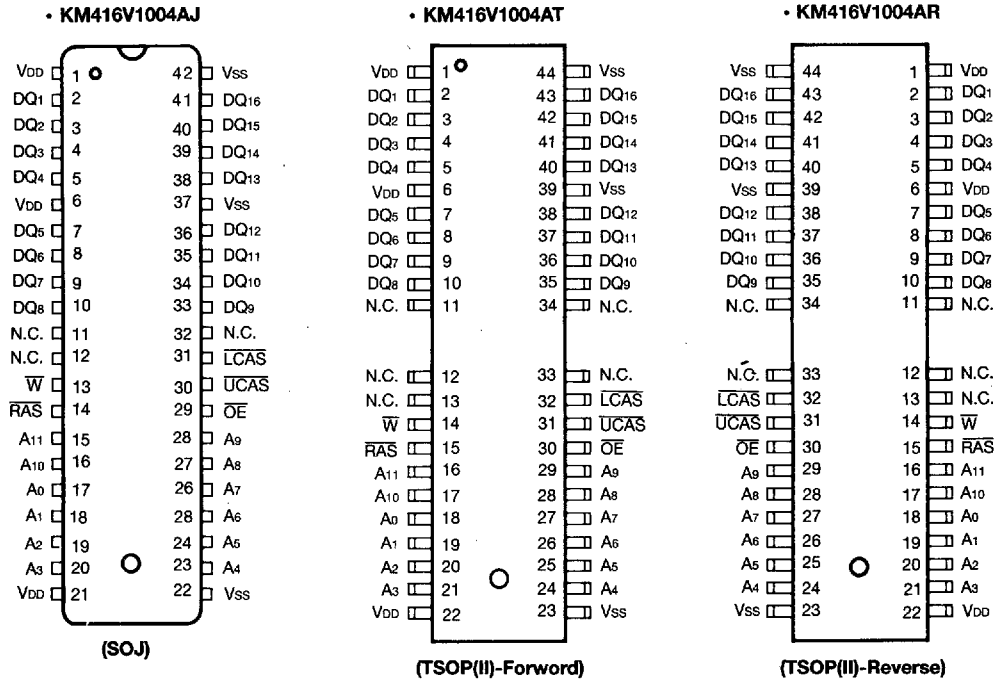 • KM416V1004AJ
VDD 1 42 VSS
DQ1 2 41 DQ16
DQ2 3 40 DQ15
DQ3 4 39 DQ14
DQ4 5 38 DQ13
VDD 6 37 VSS
DQ5 7 36 DQ12
DQ6 8 35 DQ11
DQ7 9 34 DQ10
DQ8 10 33 DQ9
N.C. 11 32 N.C.
N.C. 12 31 L̅C̅A̅S̅
W̅ 13 30 U̅C̅A̅S̅
R̅A̅S̅ 14 29 O̅E̅
A11 15 28 A9
A10 16 27 A8
A0 17 26 A7
A1 18 28 A6
A2 19 24 A5
A3 20 23 A4
VDD 21 22 VSS
(SOJ)
• KM416V1004AT
VDD 1 44 VSS
DQ1 2 43 DQ16
DQ2 3 42 DQ15
DQ3 4 41 DQ14
DQ4 5 40 DQ13
VDD 6 39 VSS
DQ5 7 38 DQ12
DQ6 8 37 DQ11
DQ7 9 36 DQ10
DQ8 10 35 DQ9
N.C. 11 34 N.C.
N.C. 12 33 N.C.
N.C. 13 32 L̅C̅A̅S̅
W̅ 14 31 U̅C̅A̅S̅
R̅A̅S̅ 15 30 O̅E̅
A11 16 29 A9
A10 17 28 A8
A0 18 27 A7
A1 19 26 A6
A2 20 25 A5
A3 21 24 A4
VDD 22 23 VSS
(TSOP(II)-Forword)
• KM416V1004AR
VSS 44 1 VDD
DQ16 43 2 DQ1
DQ15 42 3 DQ2
DQ14 41 4 DQ3
DQ13 40 5 DQ4
VSS 39 6 VDD
DQ12 38 7 DQ5
DQ11 37 8 DQ6
DQ10 36 9 DQ7
DQ9 35 10 DQ8
N.C. 34 11 N.C.
N.C. 33 12 N.C.
L̅C̅A̅S̅ 32 13 N.C.
U̅C̅A̅S̅ 31 14 W̅
O̅E̅ 30 15 R̅A̅S̅
A9 29 16 A11
A8 28 17 A10
A7 27 18 A0
A6 26 19 A1
A5 25 20 A2
A4 24 21 A3
VSS 23 22 VDD
(TSOP(II)-Reverse)